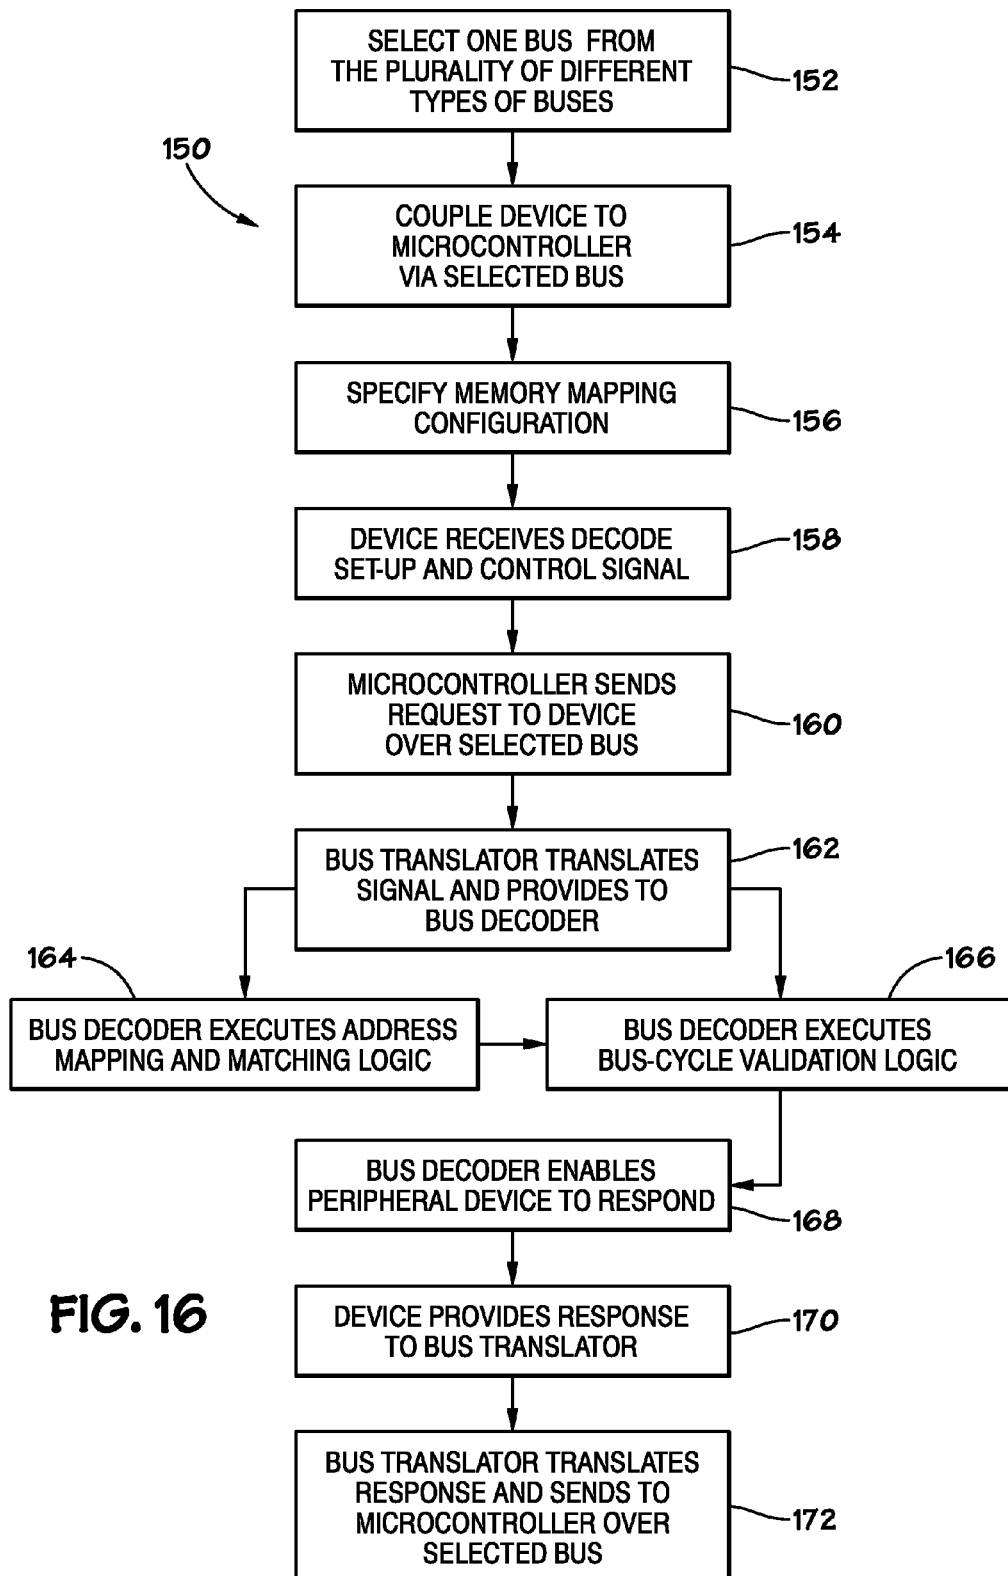 SELECT ONE BUS FROM
THE PLURALITY OF DIFFERENT
TYPES OF BUSES
152
150
COUPLE DEVICE TO
MICROCONTROLLER
VIA SELECTED BUS
154
SPECIFY MEMORY MAPPING
CONFIGURATION
156
DEVICE RECEIVES DECODE
SET-UP AND CONTROL SIGNAL
158
MICROCONTROLLER SENDS
REQUEST TO DEVICE
OVER SELECTED BUS
160
BUS TRANSLATOR TRANSLATES
SIGNAL AND PROVIDES TO
BUS DECODER
162
164
BUS DECODER EXECUTES ADDRESS
MAPPING AND MATCHING LOGIC
166
BUS DECODER EXECUTES
BUS-CYCLE VALIDATION LOGIC
BUS DECODER ENABLES
PERIPHERAL DEVICE TO RESPOND
168
FIG. 16
DEVICE PROVIDES RESPONSE
TO BUS TRANSLATOR
170
BUS TRANSLATOR TRANSLATES
RESPONSE AND SENDS TO
MICROCONTROLLER OVER
SELECTED BUS
172